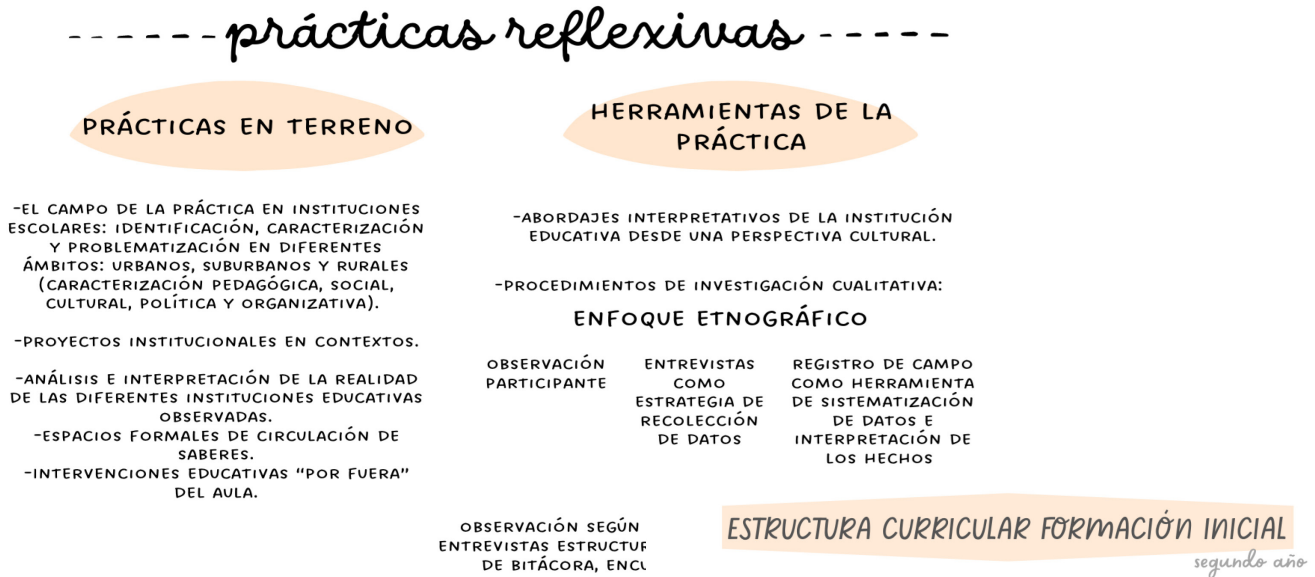 prácticas reflexivas
PRÁCTICAS EN TERRENO
-EL CAMPO DE LA PRÁCTICA EN INSTITUCIONES
ESCOLARES: IDENTIFICACIÓN, CARACTERIZACIÓN
Y PROBLEMATIZACIÓN EN DIFERENTES
ÁMBITOS: URBANOS, SUBURBANOS Y RURALES
(CARACTERIZACIÓN PEDAGÓGICA, SOCIAL,
CULTURAL, POLÍTICA Y ORGANIZATIVA).
-PROYECTOS INSTITUCIONALES EN CONTEXTOS.
-ANÁLISIS E INTERPRETACIÓN DE LA REALIDAD
DE LAS DIFERENTES INSTITUCIONES EDUCATIVAS
OBSERVADAS.
-ESPACIOS FORMALES DE CIRCULACIÓN DE
SABERES.
-INTERVENCIONES EDUCATIVAS "POR FUERA"
DEL AULA.
HERRAMIENTAS DE LA
PRÁCTICA
-ABORDAJES INTERPRETATIVOS DE LA INSTITUCIÓN
EDUCATIVA DESDE UNA PERSPECTIVA CULTURAL.
-PROCEDIMIENTOS DE INVESTIGACIÓN CUALITATIVA:
ENFOQUE ETNOGRÁFICO
OBSERVACIÓN
PARTICIPANTE
ENTREVISTAS
COMO
ESTRATEGIA DE
RECOLECCIÓN
DE DATOS
REGISTRO DE CAMPO
COMO HERRAMIENTA
DE SISTEMATIZACIÓN
DE DATOS E
INTERPRETACIÓN DE
LOS HECHOS
OBSERVACIÓN SEGÚN
ENTREVISTAS
DE BITÁCORA,
ESTRUCTURA CURRICULAR FORMACIÓN INICIAL
segundo año